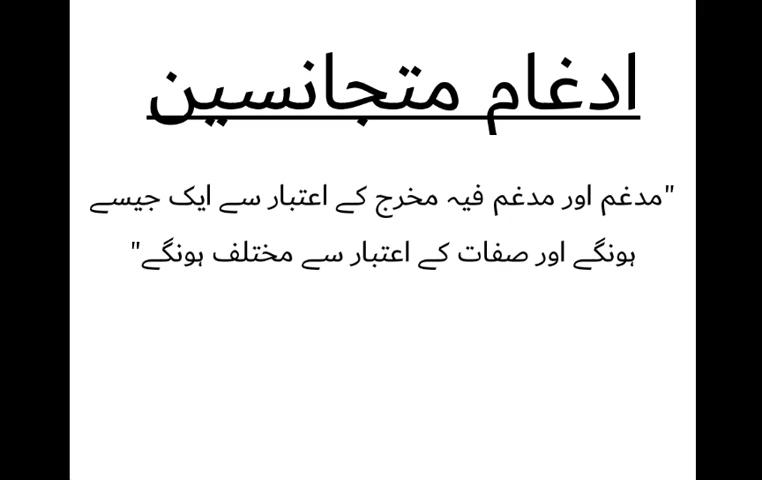 ادغام متجانسین
"مدغم اور مدغم فیہ مخرج کے اعتبار سے ایک جیسے
ہونگے اور صفات کے اعتبار سے مختلف ہونگے"